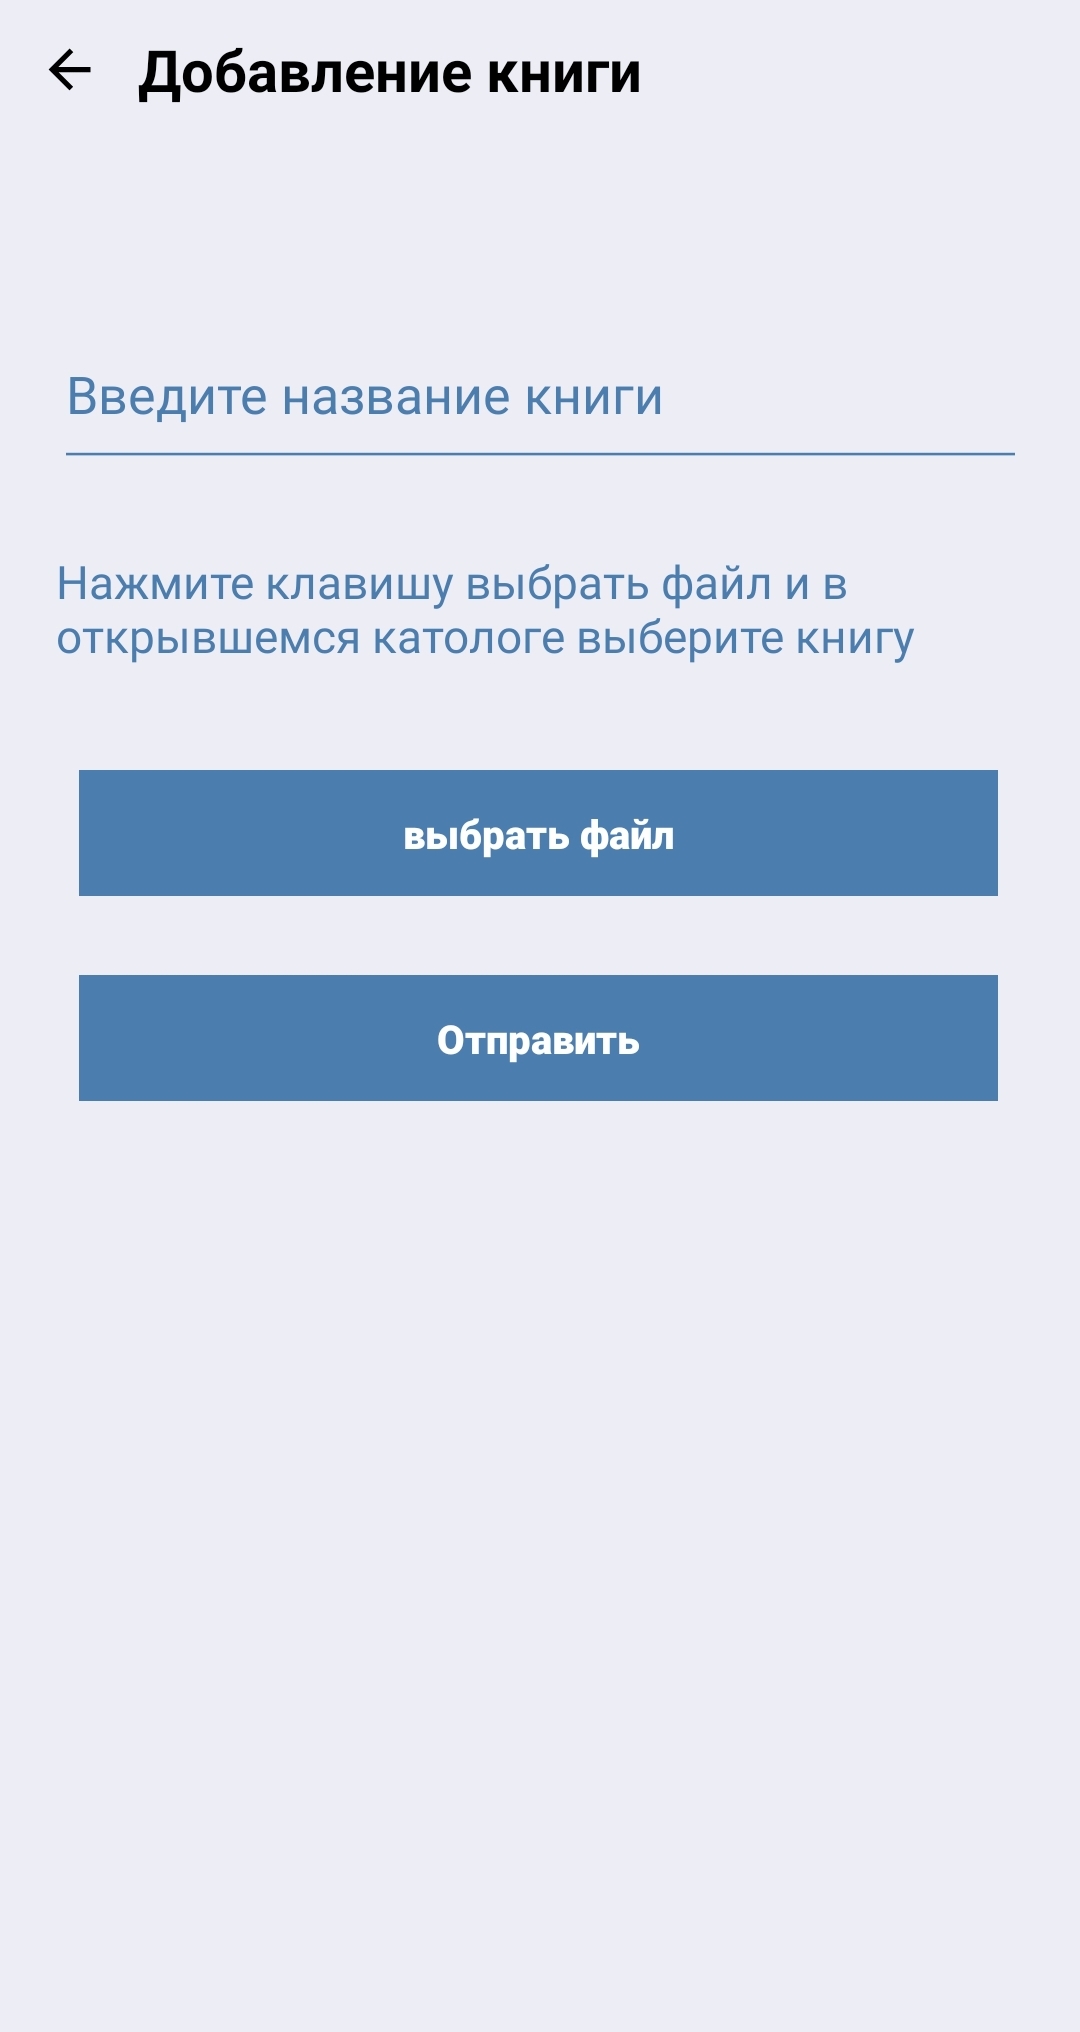 Добавление книги
Введите название книги
Нажмите клавишу выбрать файл и в
открывшемся катологе выберите книгу
выбрать файл
Отправить